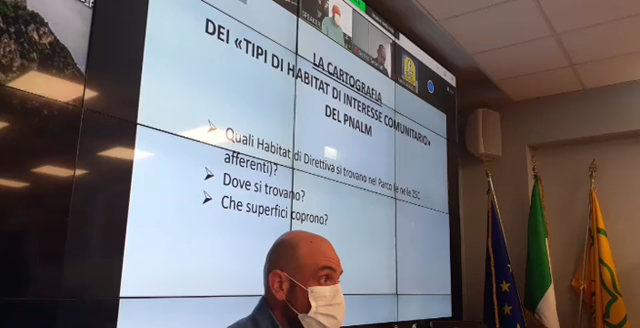 LA CARTOGRAFIA
DEI «TIPI DI HABITAT DI INTERESSE COMUNITARIO»
DEL PNALM
➢ Quali Habitat di Direttiva si trovano nel Parco (e nelle ZSC
afferenti)?
➢ Dove si trovano?
➢ Che superfici coprono?